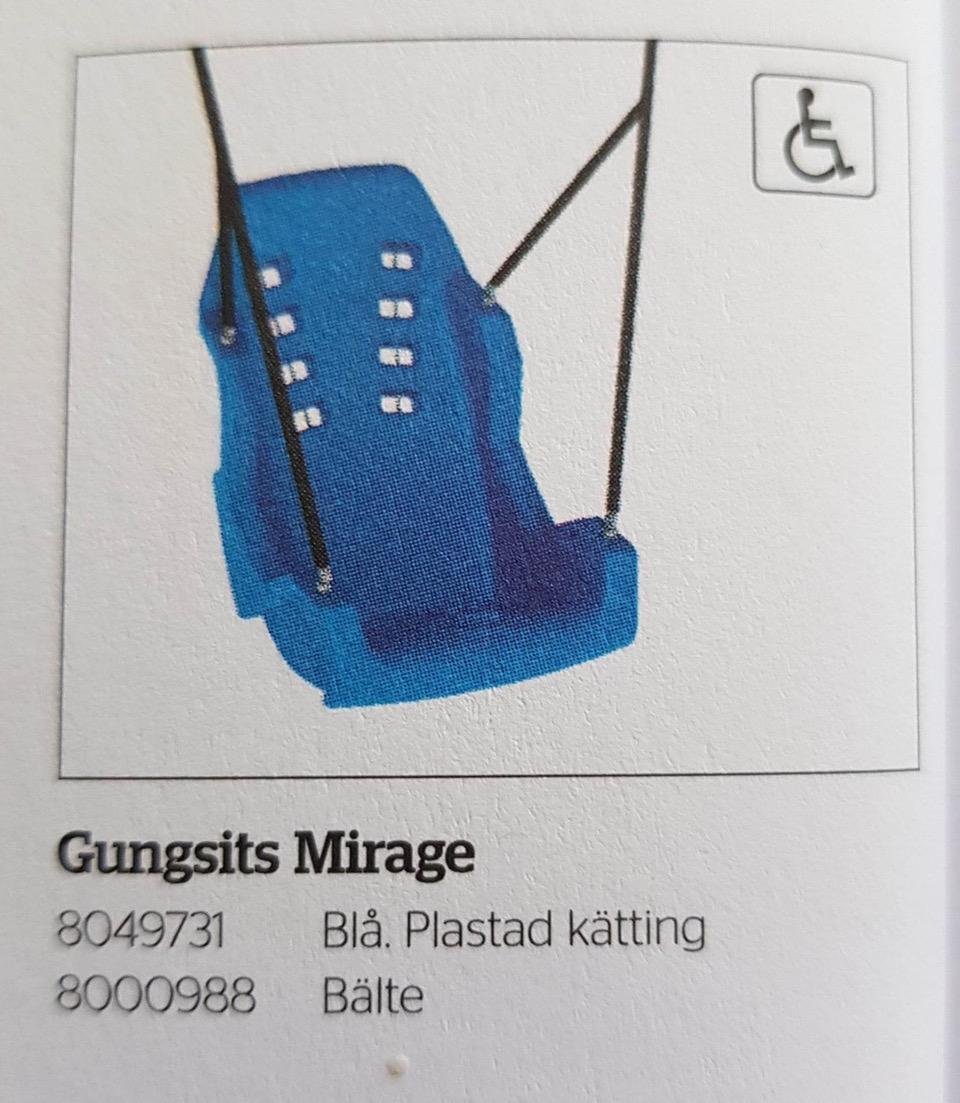 Gungsits Mirage
8049731 Blå. Plastad kätting
8000988 Bälte